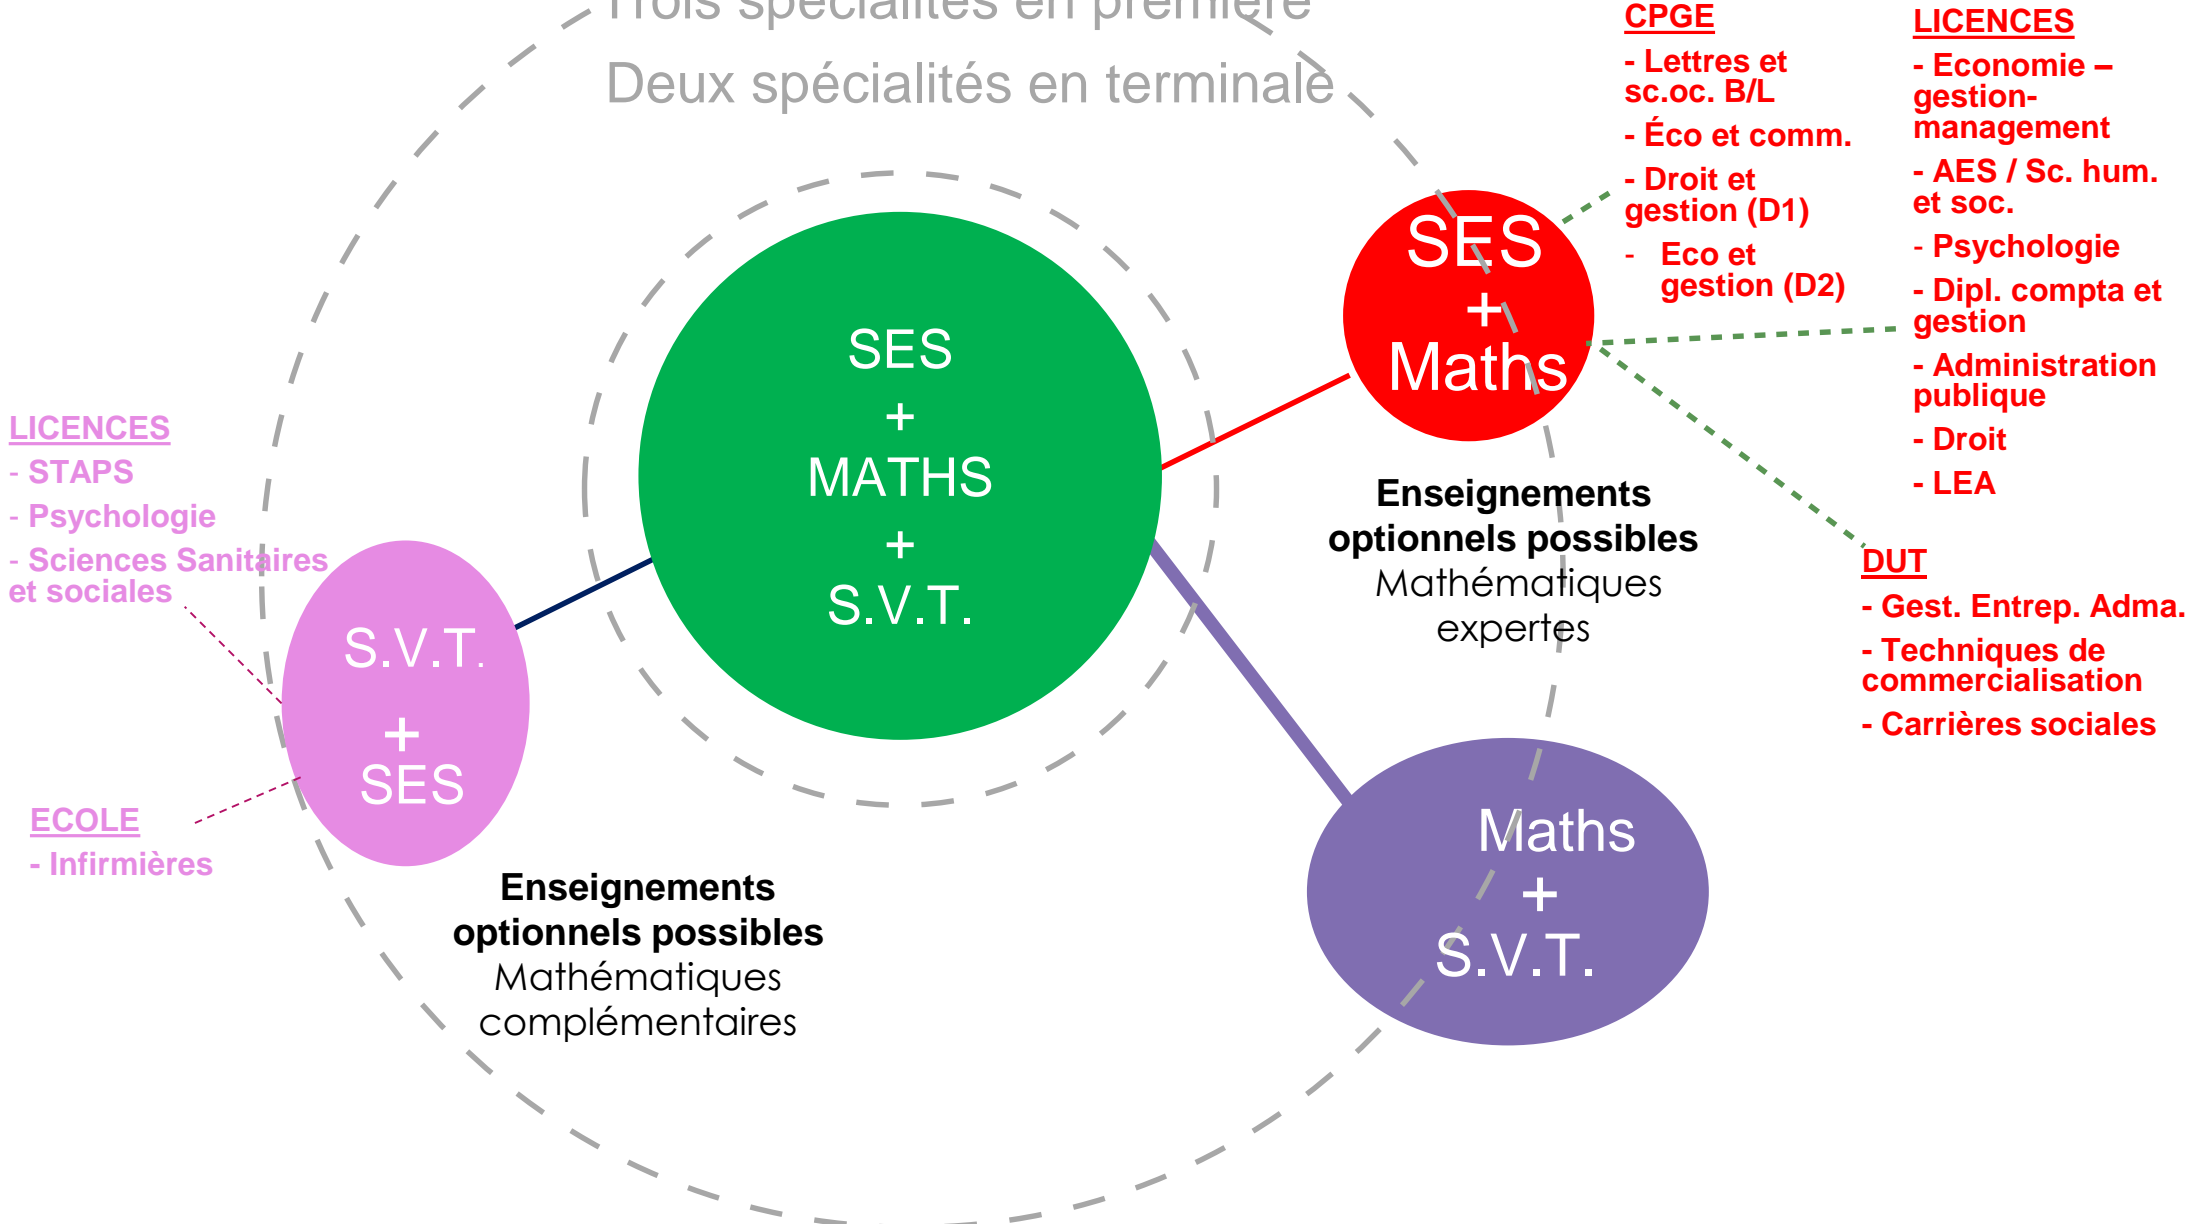 Trois spécialités en première
Deux spécialités en terminale
SES
+
MATHS
+
S.V.T.
SES
+
Maths
CPGE
- Lettres et
sc.oc. B/L
- Éco et comm.
- Droit et
gestion (D1)
- Eco et
gestion (D2)
LICENCES
- Economie –
gestion-
management
- AES / Sc. hum.
et soc.
- Psychologie
- Dipl. compta et
gestion
- Administration
publique
- Droit
- LEA
DUT
- Gest. Entrep. Adma.
- Techniques de
commercialisation
- Carrières sociales
Enseignements
optionnels possibles
Mathématiques
expertes
LICENCES
- STAPS
- Psychologie
- Sciences Sanitaires
et sociales
S.V.T.
+
SES
ECOLE
- Infirmières
Enseignements
optionnels possibles
Mathématiques
complémentaires
Maths
+
S.V.T.